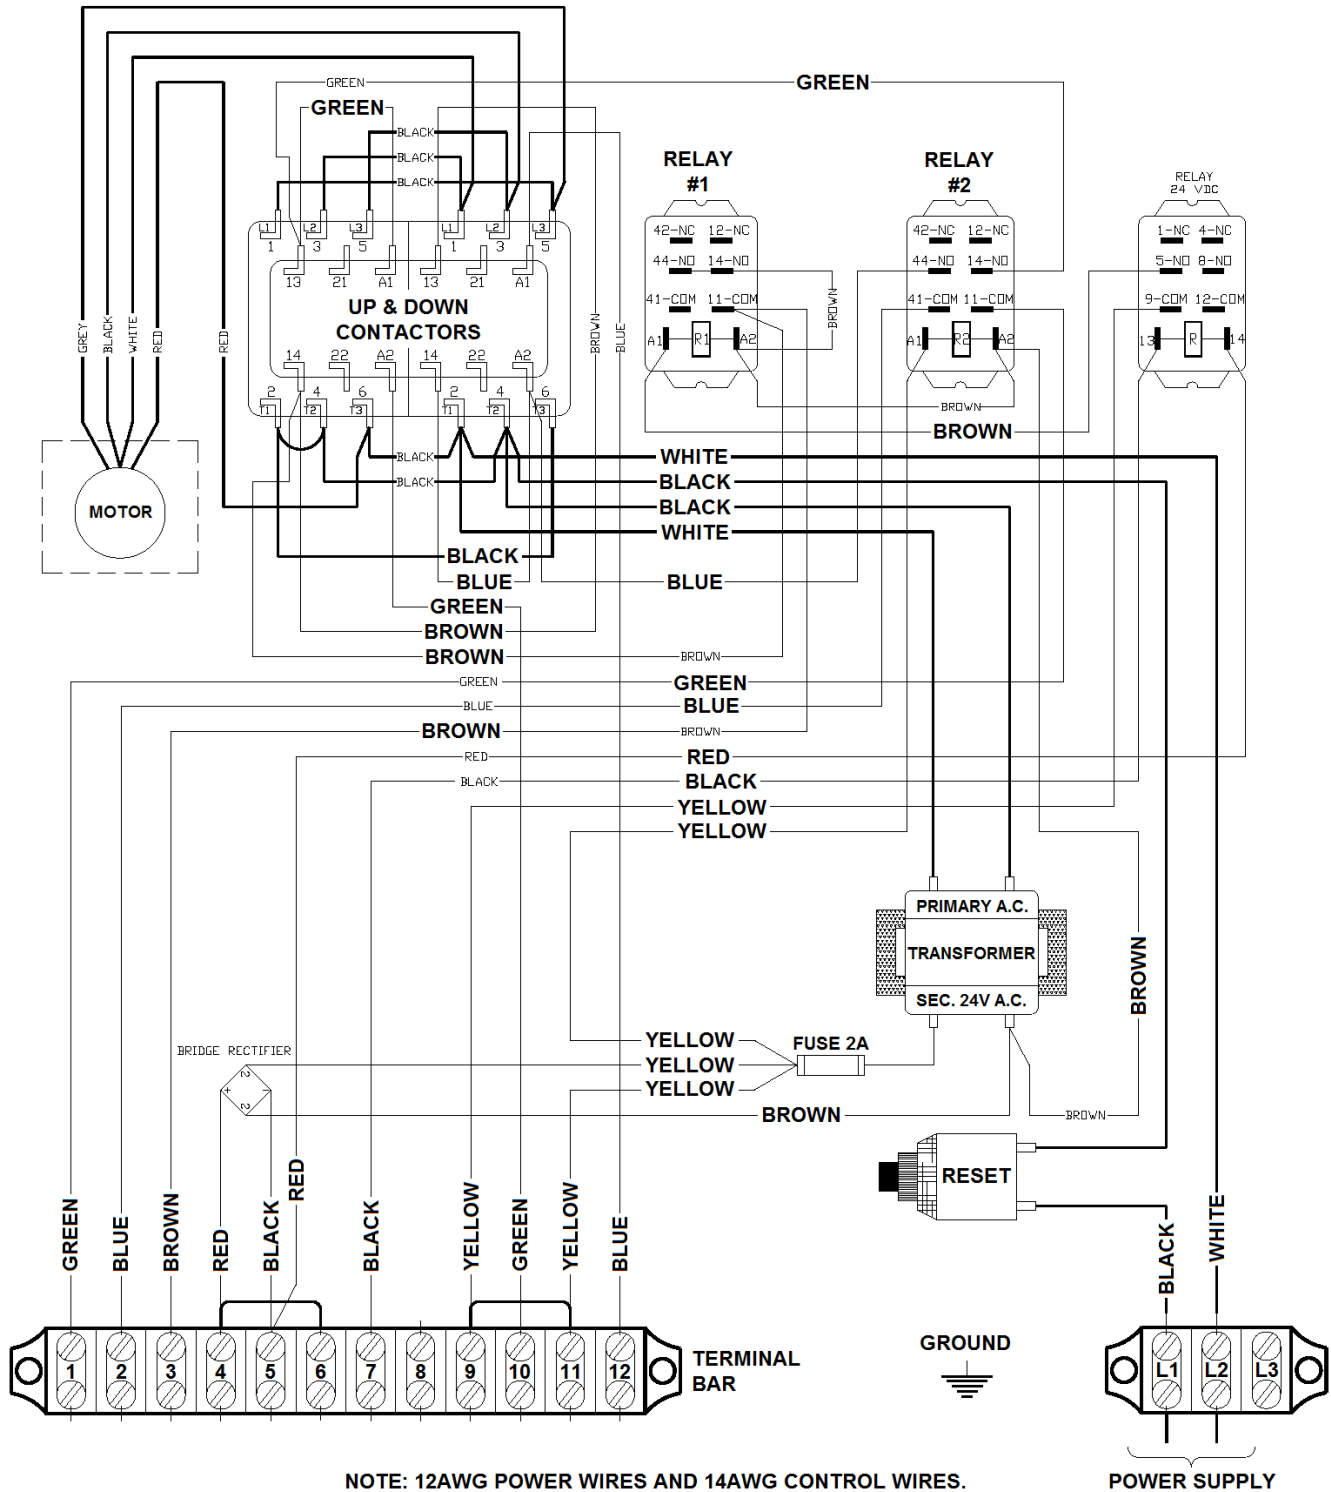 GREEN
GREEN
GREEN
BLACK
BLACK
BLACK
RELAY
#1
RELAY
#2
RELAY
24 VDC
L1 L2 L3 L1 L2 L3
1 3 5 1 3 5
13 21 A1 13 21 A1
UP & DOWN
CONTACTORS
14 22 A2 14 22 A2
2 4 6 2 4 6
T1 T2 T3 T1 T2 T3
42-NC 12-NC
44-NO 14-NO
41-COM 11-COM
A1 R1 A2
42-NC 12-NC
44-NO 14-NO
41-COM 11-COM
A1 R2 A2
1-NC 4-NC
5-NO 8-NO
9-COM 12-COM
13 R 14
GREY
BLACK
WHITE
RED
RED
BROWN
BLUE
BROWN
BROWN
BROWN
MOTOR
BLACK
WHITE
BLACK
BLACK
BLACK
WHITE
BLACK
BLUE
BLUE
GREEN
BROWN
BROWN
BROWN
GREEN
GREEN
BLUE
BLUE
BROWN
BROWN
RED
RED
BLACK
BLACK
YELLOW
YELLOW
PRIMARY A.C.
TRANSFORMER
SEC. 24V A.C.
BROWN
YELLOW
YELLOW
YELLOW
FUSE 2A
BRIDGE RECTIFIER
2
+ -
2
BROWN
BROWN
RESET
GREEN
BLUE
BROWN
RED
BLACK
RED
BLACK
YELLOW
GREEN
YELLOW
BLUE
BLACK
WHITE
1 2 3 4 5 6 7 8 9 10 11 12
TERMINAL
BAR
GROUND
L1 L2 L3
NOTE: 12AWG POWER WIRES AND 14AWG CONTROL WIRES.
POWER SUPPLY